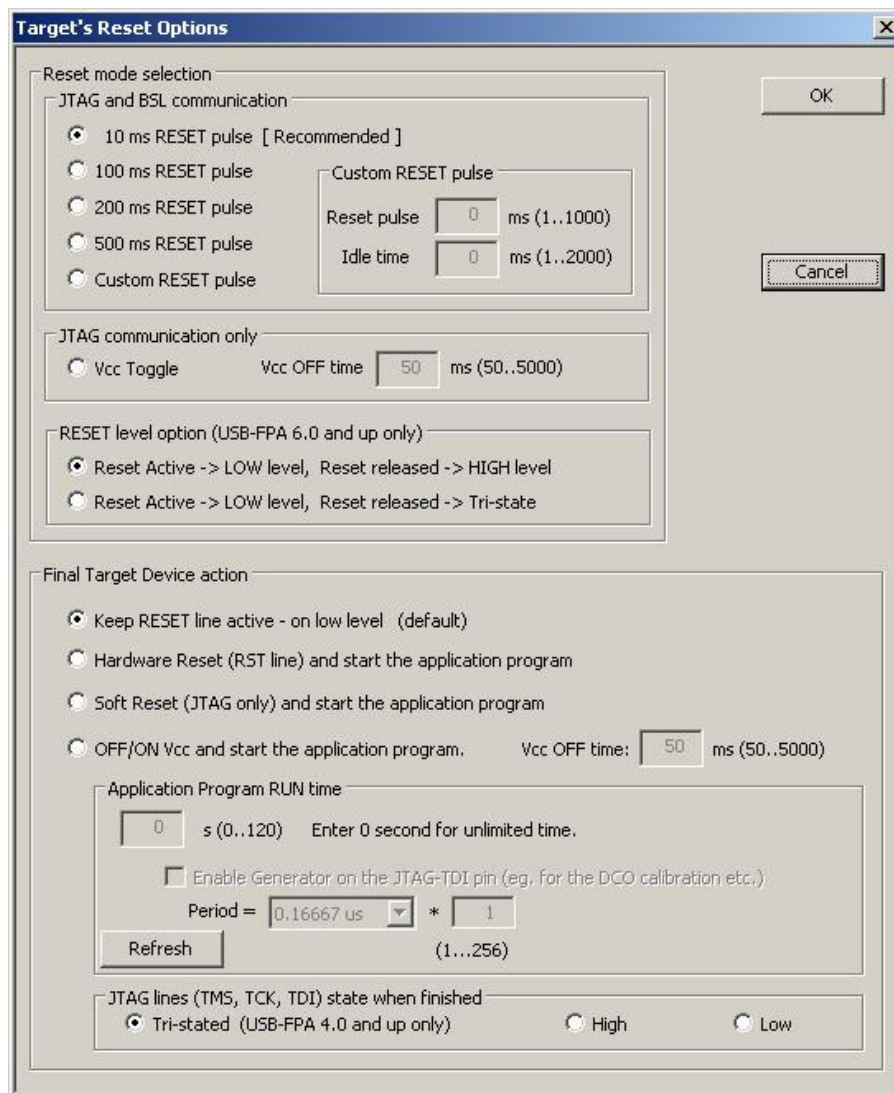 Target's Reset Options
Reset mode selection
JTAG and BSL communication
10 ms RESET pulse [ Recommended ]
100 ms RESET pulse
200 ms RESET pulse
500 ms RESET pulse
Custom RESET pulse
Custom RESET pulse
Reset pulse 0 ms (1..1000)
Idle time 0 ms (1..2000)
OK
Cancel
JTAG communication only
Vcc Toggle Vcc OFF time 50 ms (50..5000)
RESET level option (USB-FPA 6.0 and up only)
Reset Active -> LOW level, Reset released -> HIGH level
Reset Active -> LOW level, Reset released -> Tri-state
Final Target Device action
Keep RESET line active - on low level (default)
Hardware Reset (RST line) and start the application program
Soft Reset (JTAG only) and start the application program
OFF/ON Vcc and start the application program. Vcc OFF time: 50 ms (50..5000)
Application Program RUN time
0 s (0..120) Enter 0 second for unlimited time.
Enable Generator on the JTAG-TDI pin (eg. for the DCO calibration etc.)
Period = 0.16667 us * 1
Refresh (1...256)
JTAG lines (TMS, TCK, TDI) state when finished
Tri-stated (USB-FPA 4.0 and up only) High Low